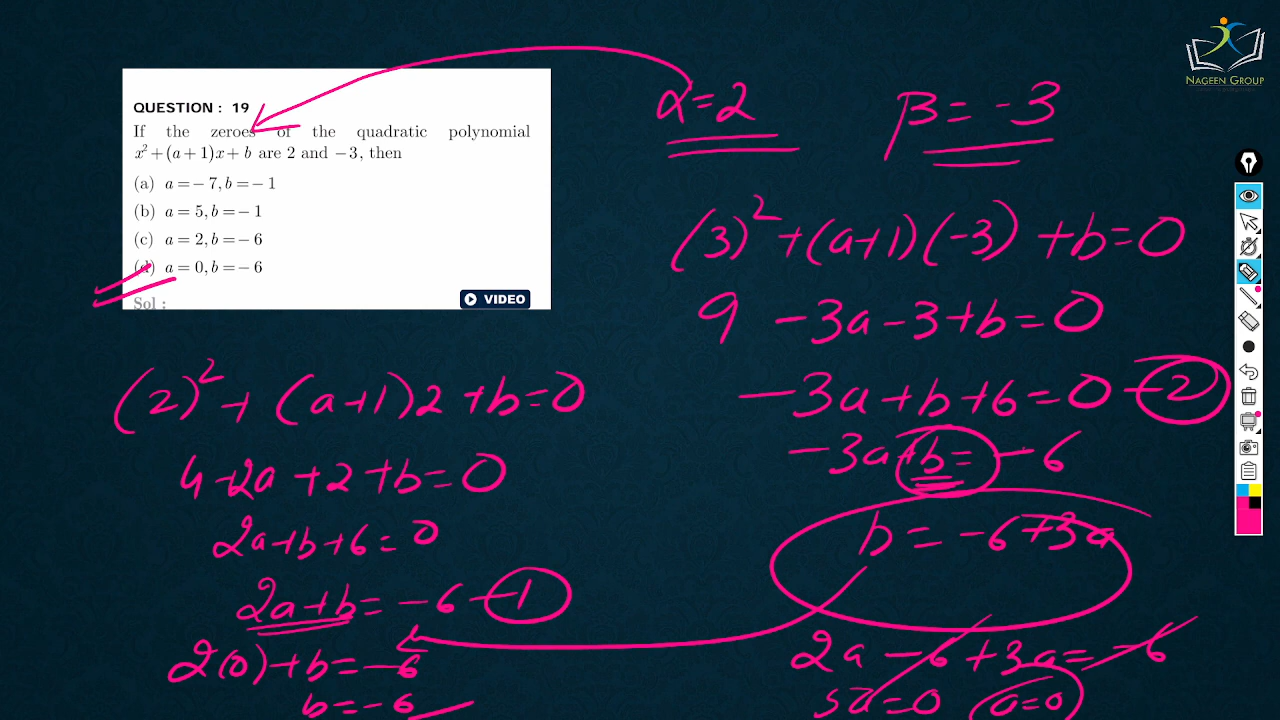 NAGEEN GROUP
QUESTION : 19
If the zeroes of the quadratic polynomial
x² + (a + 1)x + b are 2 and − 3, then
(a) a = − 7, b = − 1
(b) a = 5, b = − 1
(c) a = 2, b = − 6
(d) a = 0, b = − 6
Sol :
VIDEO
α = 2
β = -3
(2)² + (a+1)2 + b = 0
4 + 2a + 2 + b = 0
2a + b + 6 = 0
2a + b = -6 - 1
2(0) + b = -6
b = -6
(3)² + (a+1)(-3) + b = 0
9 - 3a - 3 + b = 0
-3a + b + 6 = 0 - 2
-3a + b = -6
b = -6 + 3a
2a - 6 + 3a = -6
5a = 0 a = 0